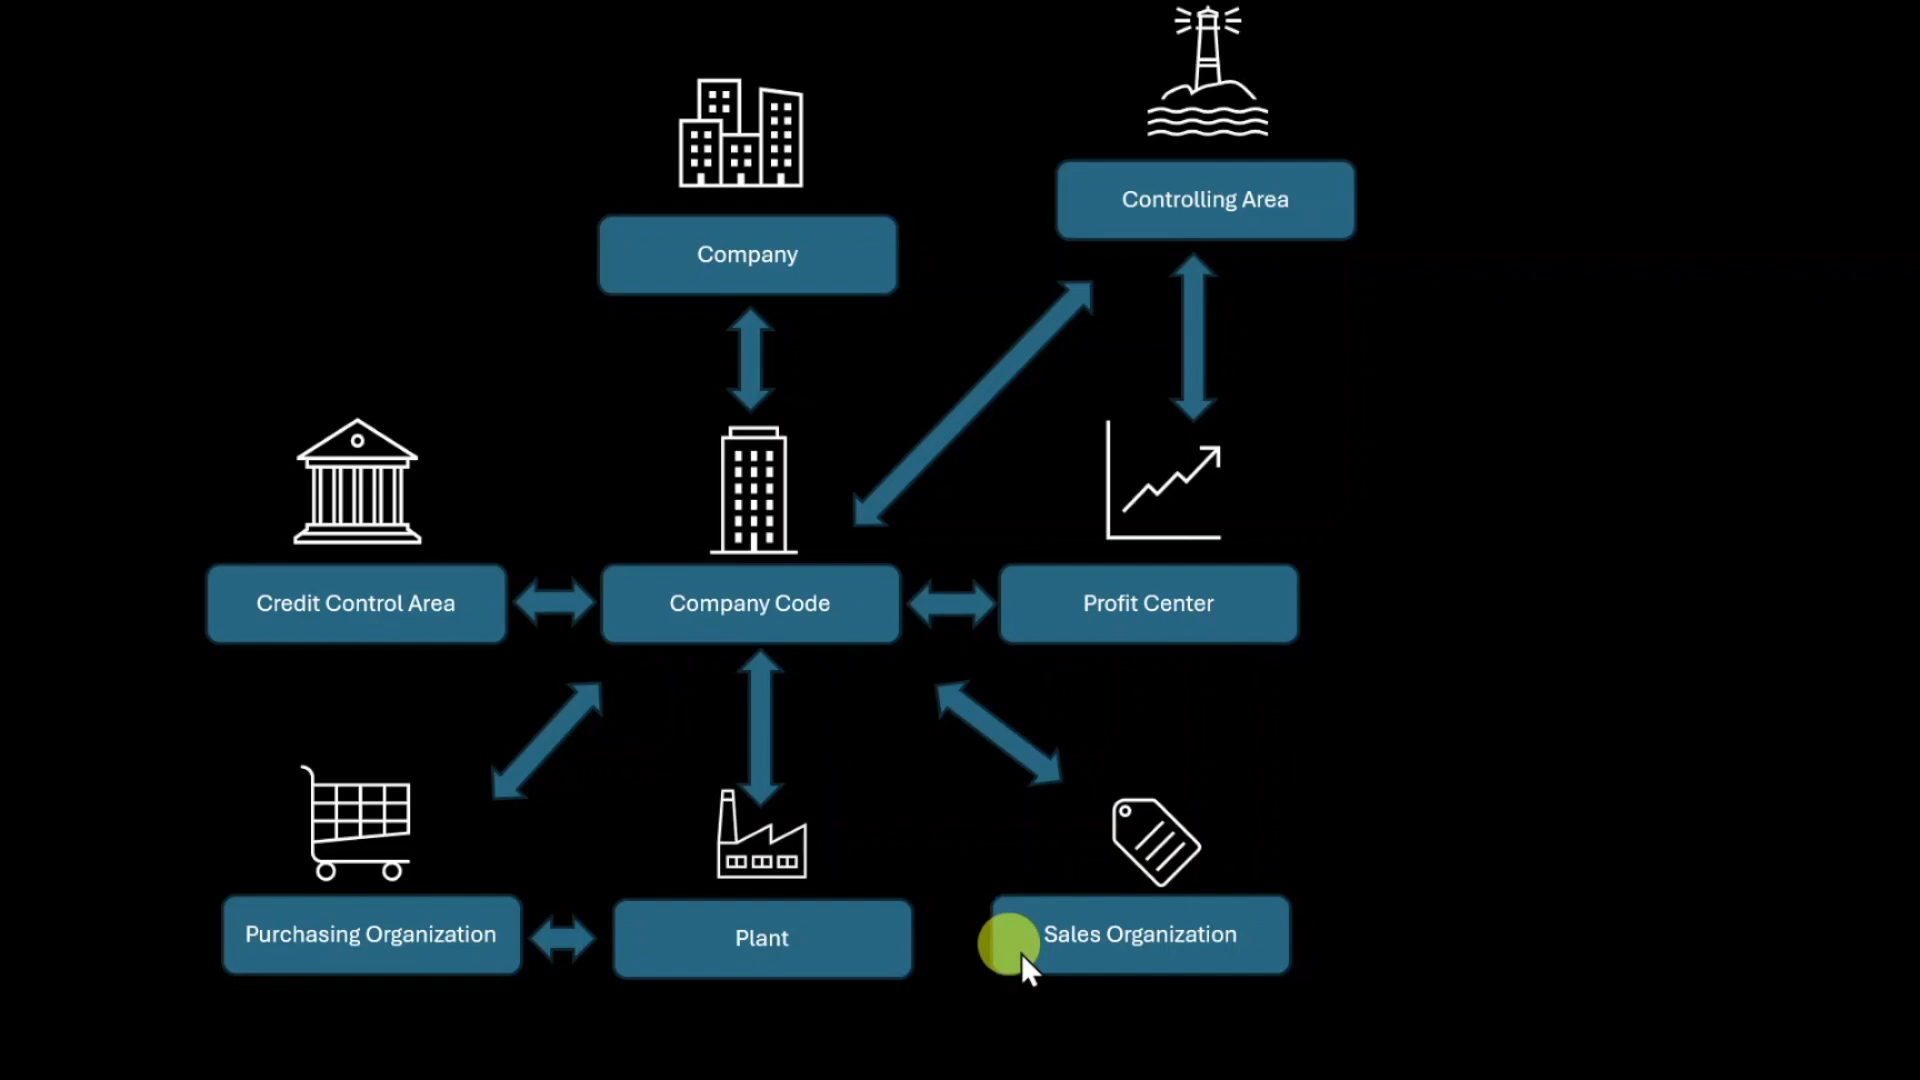 Controlling Area
Company
Credit Control Area
Company Code
Profit Center
Purchasing Organization
Plant
Sales Organization